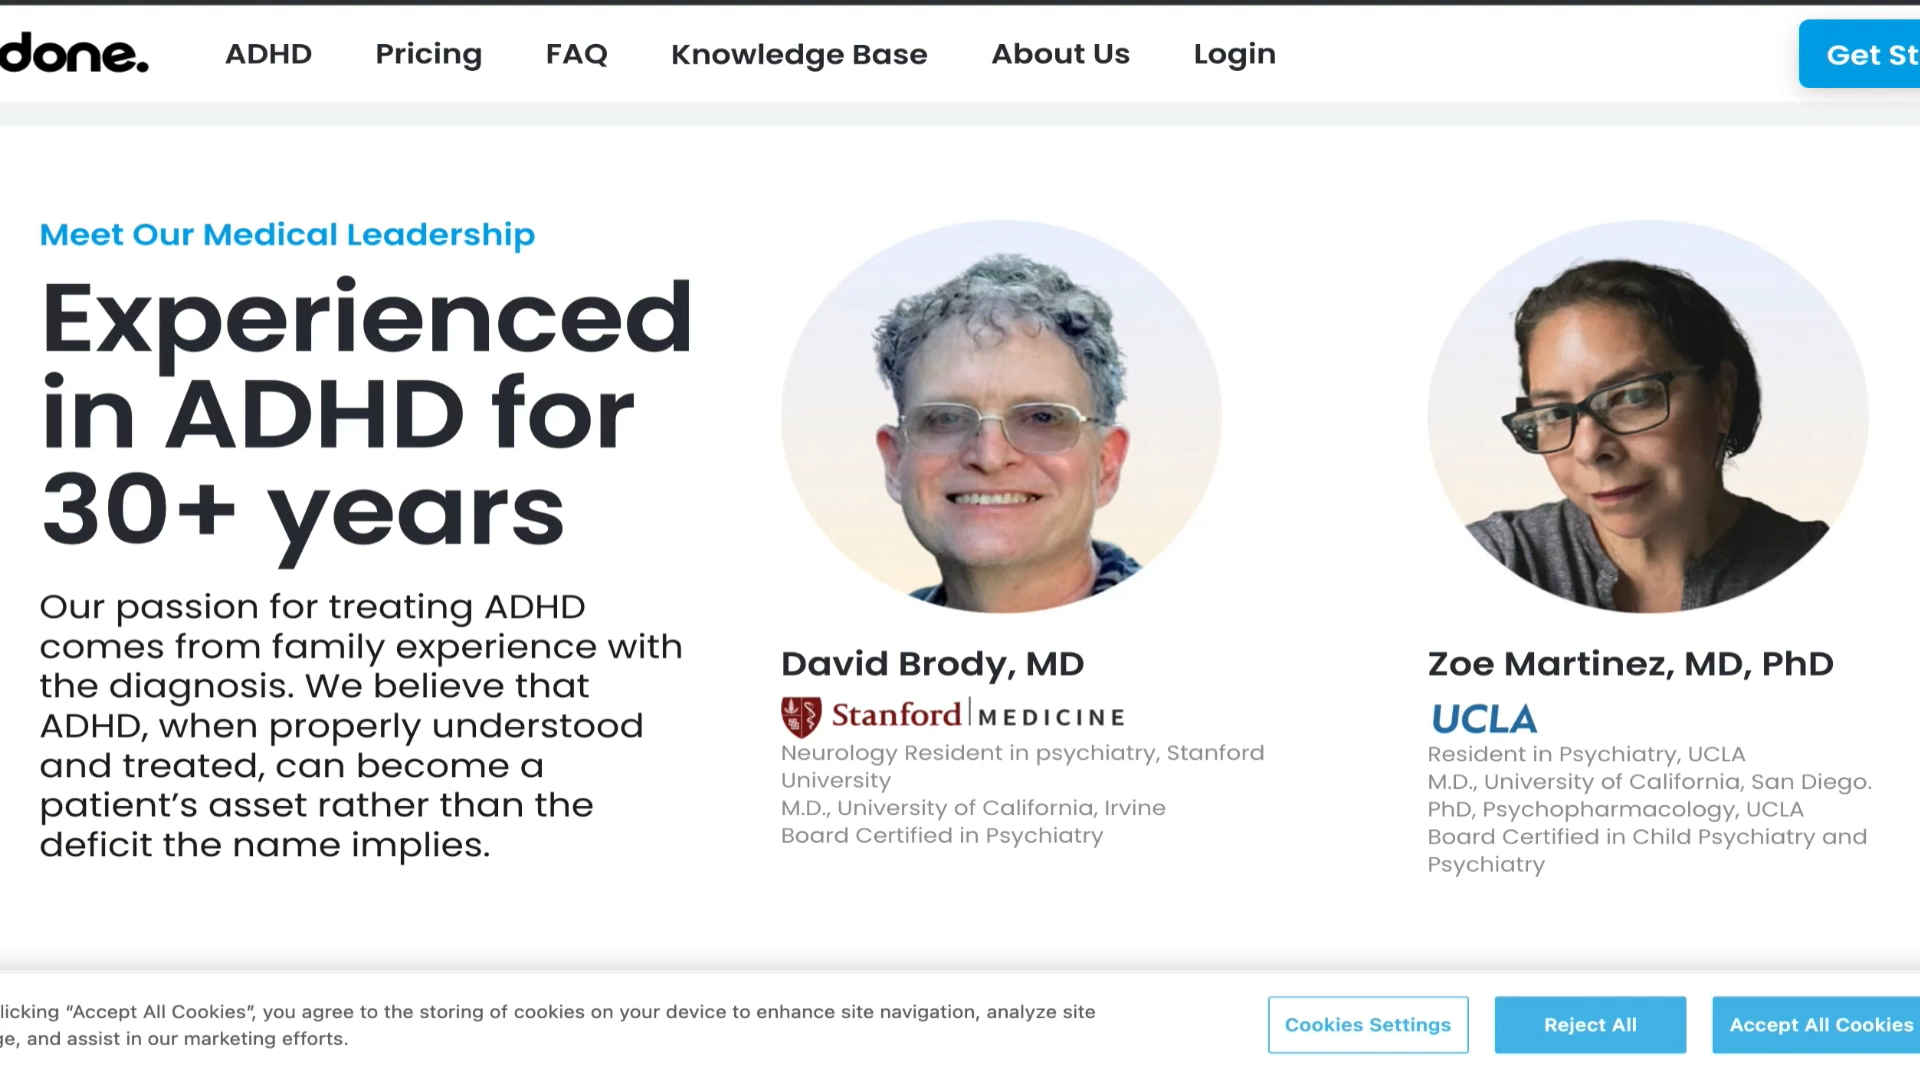 done.
ADHD
Pricing
FAQ
Knowledge Base
About Us
Login
Get St
Meet Our Medical Leadership
Experienced
in ADHD for
30+ years
Our passion for treating ADHD
comes from family experience with
the diagnosis. We believe that
ADHD, when properly understood
and treated, can become a
patient’s asset rather than the
deficit the name implies.
David Brody, MD
Stanford MEDICINE
Neurology Resident in psychiatry, Stanford
University
M.D., University of California, Irvine
Board Certified in Psychiatry
Zoe Martinez, MD, PhD
UCLA
Resident in Psychiatry, UCLA
M.D., University of California, San Diego.
PhD, Psychopharmacology, UCLA
Board Certified in Child Psychiatry and
Psychiatry
licking “Accept All Cookies”, you agree to the storing of cookies on your device to enhance site navigation, analyze site
ge, and assist in our marketing efforts.
Cookies Settings
Reject All
Accept All Cookies